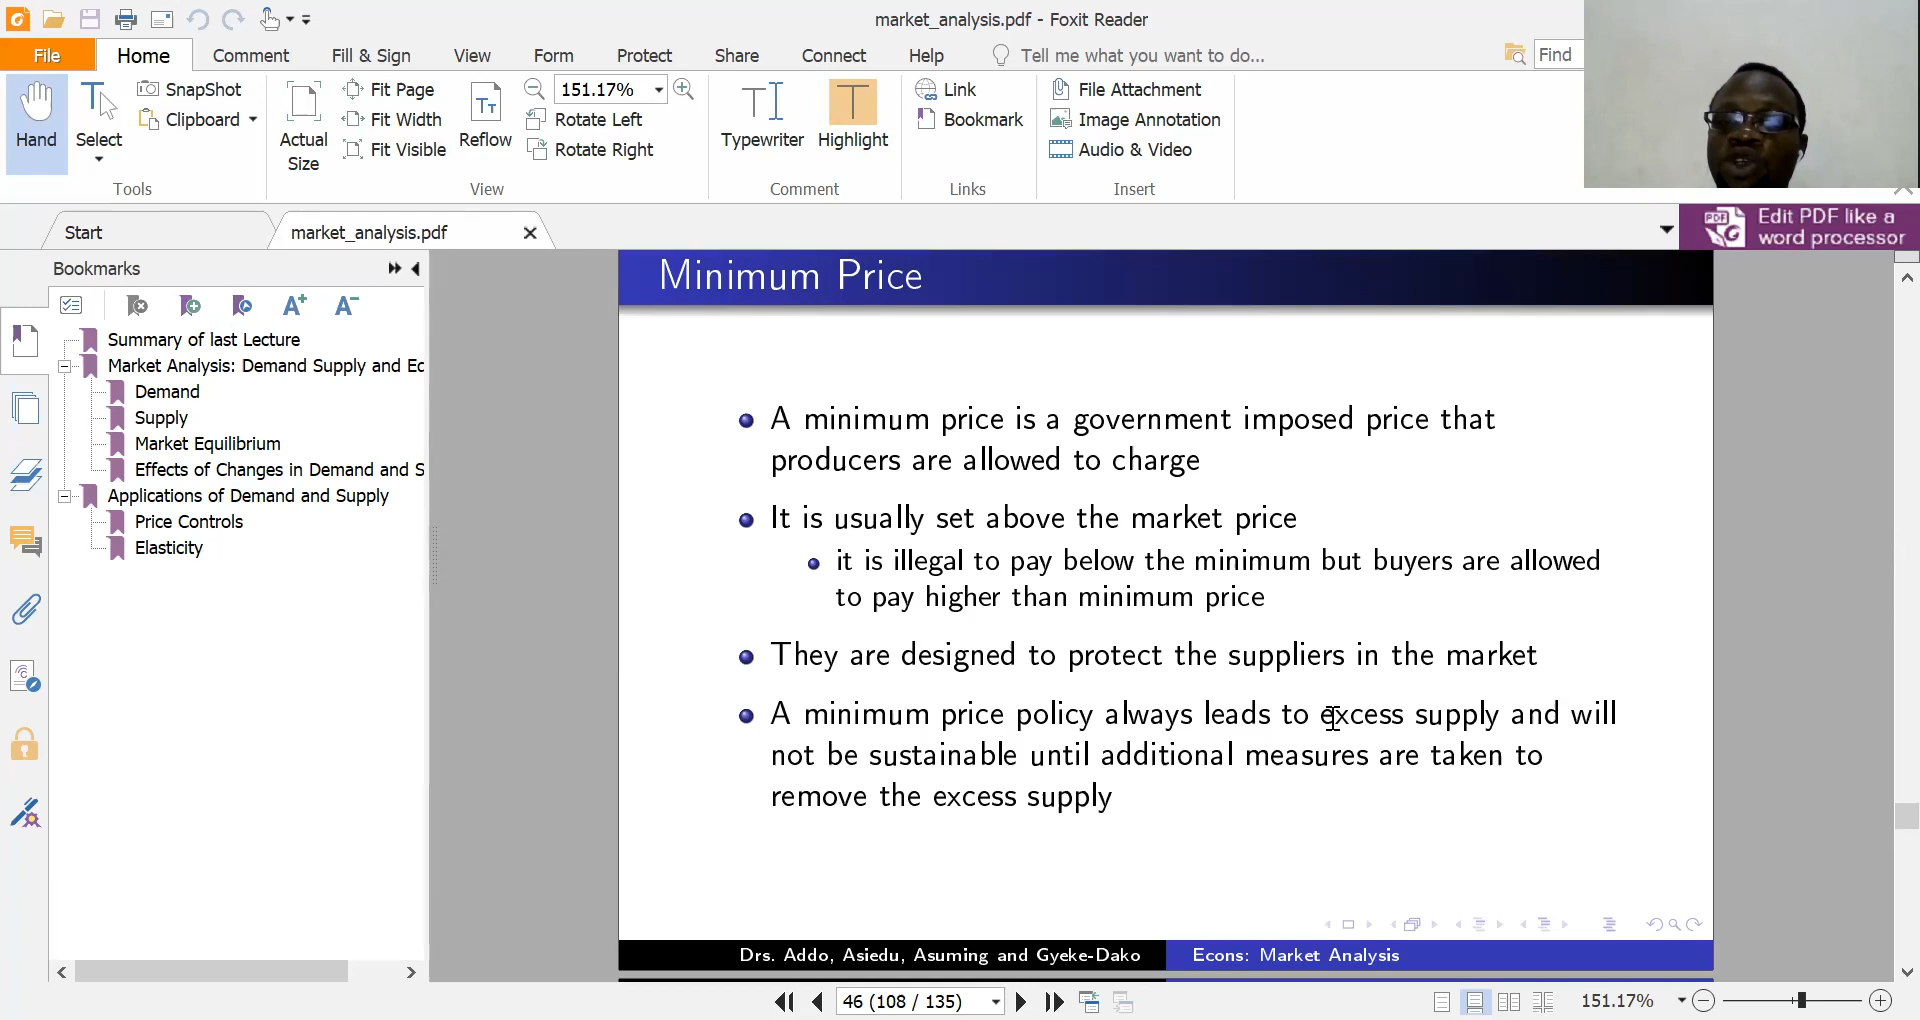 market_analysis.pdf - Foxit Reader
File Home Comment Fill & Sign View Form Protect Share Connect Help Tell me what you want to do... Find
Hand
Select
SnapShot
Clipboard
Tools
Actual
Size
Fit Page
Fit Width
Fit Visible
Reflow
151.17%
Rotate Left
Rotate Right
View
Typewriter
Highlight
Comment
Link
Bookmark
Links
File Attachment
Image Annotation
Audio & Video
Insert
Start
market_analysis.pdf
Edit PDF like a
word processor
Bookmarks
Summary of last Lecture
Market Analysis: Demand Supply and Ec
Demand
Supply
Market Equilibrium
Effects of Changes in Demand and S
Applications of Demand and Supply
Price Controls
Elasticity
Minimum Price
A minimum price is a government imposed price that
producers are allowed to charge
It is usually set above the market price
it is illegal to pay below the minimum but buyers are allowed
to pay higher than minimum price
They are designed to protect the suppliers in the market
A minimum price policy always leads to excess supply and will
not be sustainable until additional measures are taken to
remove the excess supply
Drs. Addo, Asiedu, Asuming and Gyeke-Dako
Econs: Market Analysis
46 (108 / 135)
151.17%